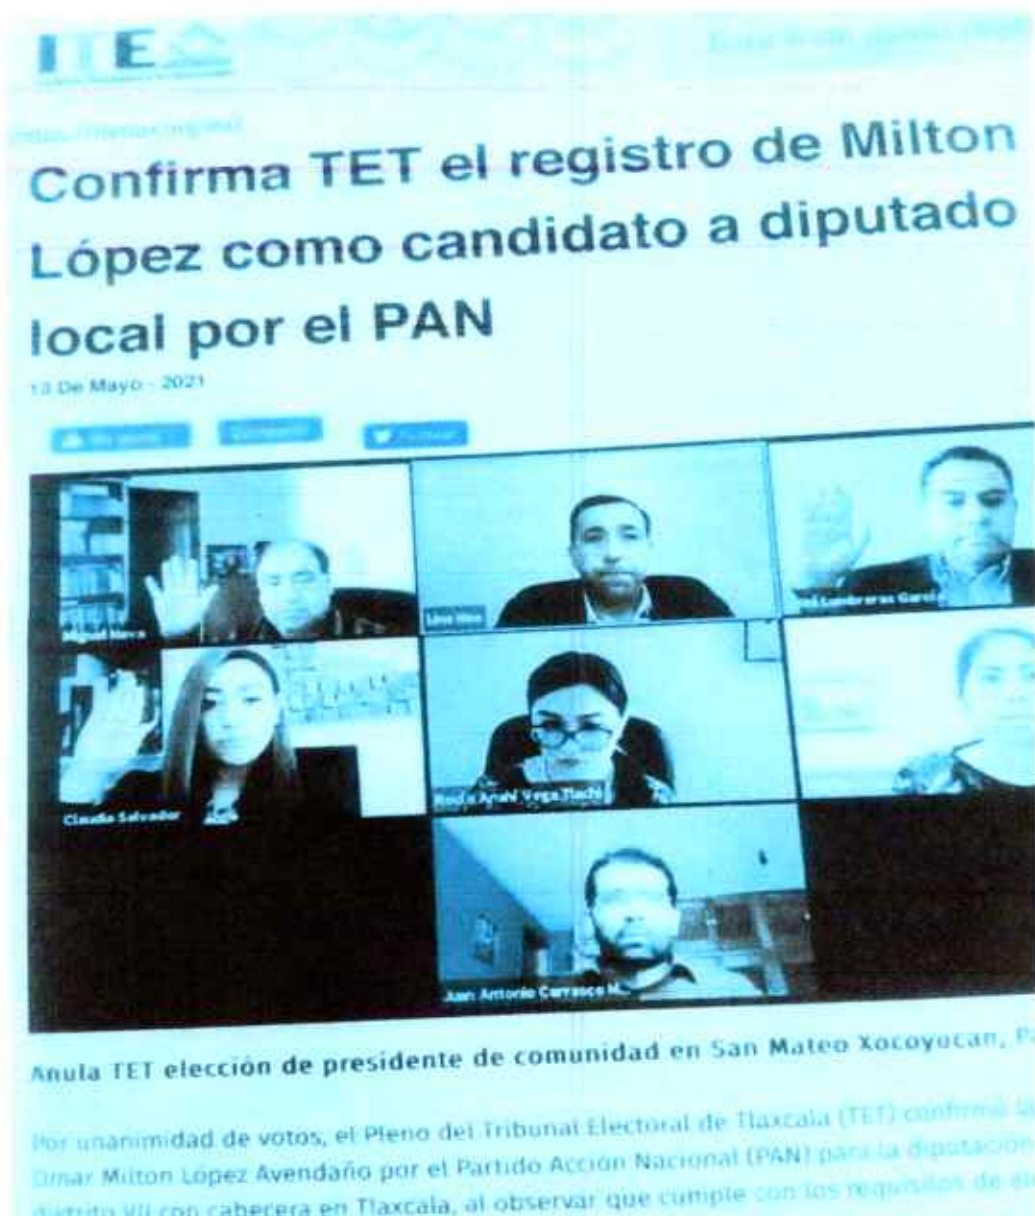 ITE
Confirma TET el registro de Milton
López como candidato a diputado
local por el PAN
13 De Mayo - 2021
Miguel Nava
Lino Noe
Lumbreras García
Claudia Salvador
Rocío Anahí Vega Tlachi
Juan Antonio Carrasco M...
Anula TET elección de presidente de comunidad en San Mateo Xocoyucan,
Por unanimidad de votos, el Pleno del Tribunal Electoral de Tlaxcala (TET) confirmó la
Omar Milton López Avendaño por el Partido Acción Nacional (PAN) para la diputación
distrito VII con cabecera en Tlaxcala, al observar que cumple con los requisitos de